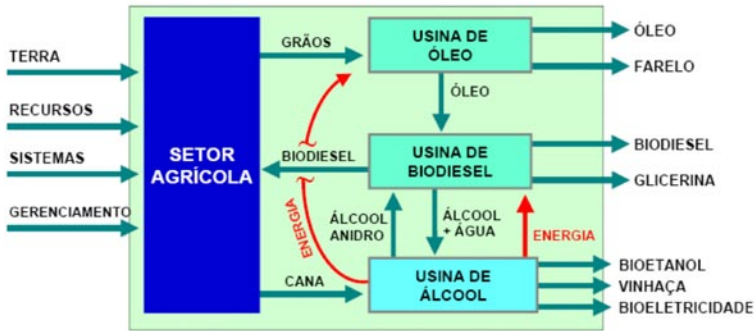 TERRA
RECURSOS
SISTEMAS
GERENCIAMENTO
SETOR
AGRÍCOLA
GRÃOS
BIODIESEL
ENERGIA
CANA
USINA DE
ÓLEO
ÓLEO
USINA DE
BIODIESEL
ÁLCOOL
ANIDRO
ÁLCOOL
+ ÁGUA
ENERGIA
USINA DE
ÁLCOOL
ÓLEO
FARELO
BIODIESEL
GLICERINA
BIOETANOL
VINHAÇA
BIOELETRICIDADE